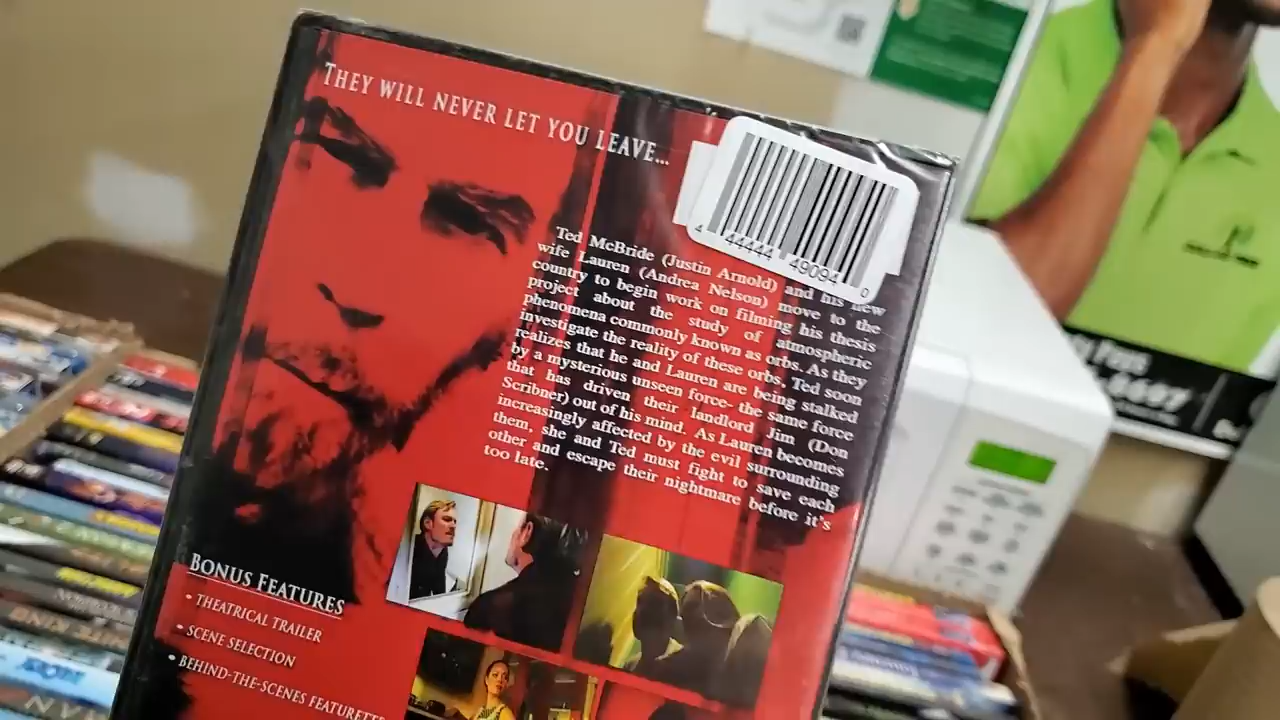 THEY WILL NEVER LET YOU LEAVE...
4 44444 49094 0
Ted McBride (Justin Arnold) and his new
wife Lauren (Andrea Nelson) move to the
country to begin work on filming his thesis
project about the study of atmospheric
phenomena commonly known as orbs. As they
investigate the reality of these orbs, Ted soon
realizes that he and Lauren are being stalked
by a mysterious unseen force- the same force
that has driven their landlord Jim (Don
Scribner) out of his mind. As Lauren becomes
increasingly affected by the evil surrounding
them, she and Ted must fight to save each
other and escape their nightmare before it's
too late.
BONUS FEATURES
• THEATRICAL TRAILER
• SCENE SELECTION
• BEHIND-THE-SCENES FEATURETTE